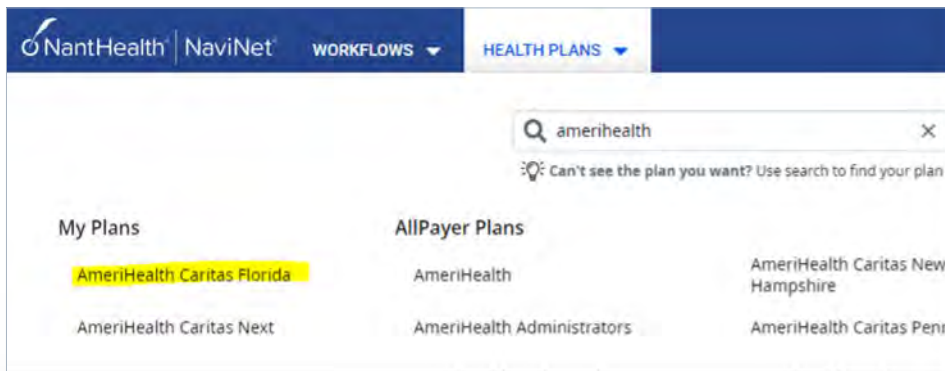 NantHealth | NaviNet WORKFLOWS HEALTH PLANS
amerihealth
Can't see the plan you want? Use search to find your plan
My Plans AllPayer Plans
AmeriHealth Caritas Florida AmeriHealth AmeriHealth Caritas New
Hampshire
AmeriHealth Caritas Next AmeriHealth Administrators AmeriHealth Caritas